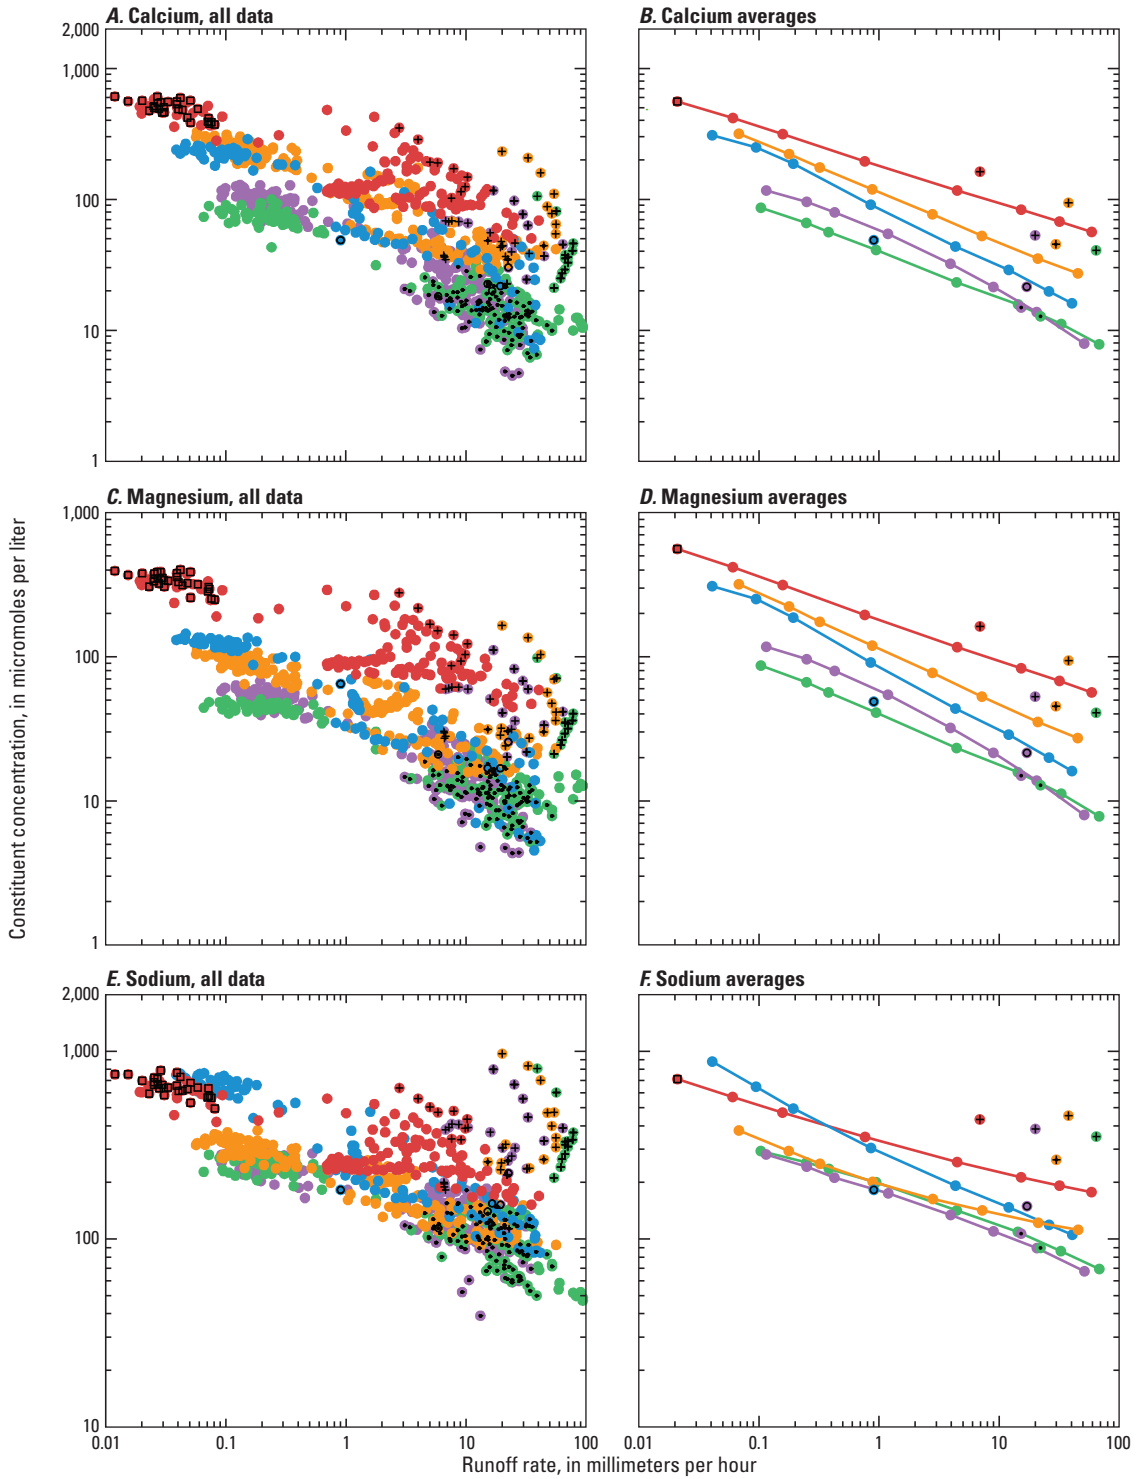 A. Calcium, all data
B. Calcium averages
2,000
1,000
100
10
1
C. Magnesium, all data
D. Magnesium averages
1,000
100
10
1
Constituent concentration, in micromoles per liter
E. Sodium, all data
F. Sodium averages
2,000
1,000
100
10
0.01 0.1 1 10 100
0.01 0.1 1 10 100
Runoff rate, in millimeters per hour